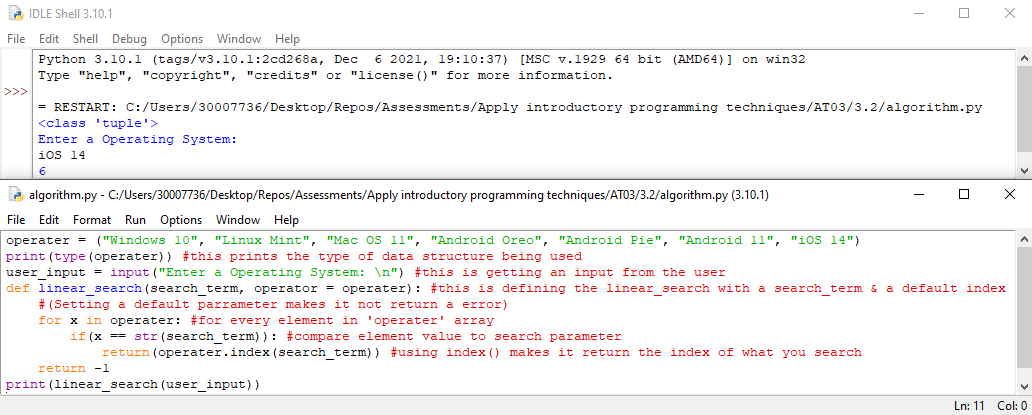 IDLE Shell 3.10.1
File Edit Shell Debug Options Window Help
Python 3.10.1 (tags/v3.10.1:2cd268a, Dec  6 2021, 19:10:37) [MSC v.1929 64 bit (AMD64)] on win32
Type "help", "copyright", "credits" or "license()" for more information.
>>>
= RESTART: C:/Users/30007736/Desktop/Repos/Assessments/Apply introductory programming techniques/AT03/3.2/algorithm.py
<class 'tuple'>
Enter a Operating System:
iOS 14
6
algorithm.py - C:/Users/30007736/Desktop/Repos/Assessments/Apply introductory programming techniques/AT03/3.2/algorithm.py (3.10.1)
File Edit Format Run Options Window Help
operater = ("Windows 10", "Linux Mint", "Mac OS 11", "Android Oreo", "Android Pie", "Android 11", "iOS 14")
print(type(operater)) #this prints the type of data structure being used
user_input = input("Enter a Operating System: \n") #this is getting an input from the user
def linear_search(search_term, operator = operater): #this is defining the linear_search with a search_term & a default index
    #(Setting a default parrameter makes it not return a error)
    for x in operater: #for every element in 'operater' array
        if(x == str(search_term)): #compare element value to search parameter
            return(operater.index(search_term)) #using index() makes it return the index of what you search
    return -1
print(linear_search(user_input))
Ln: 11 Col: 0